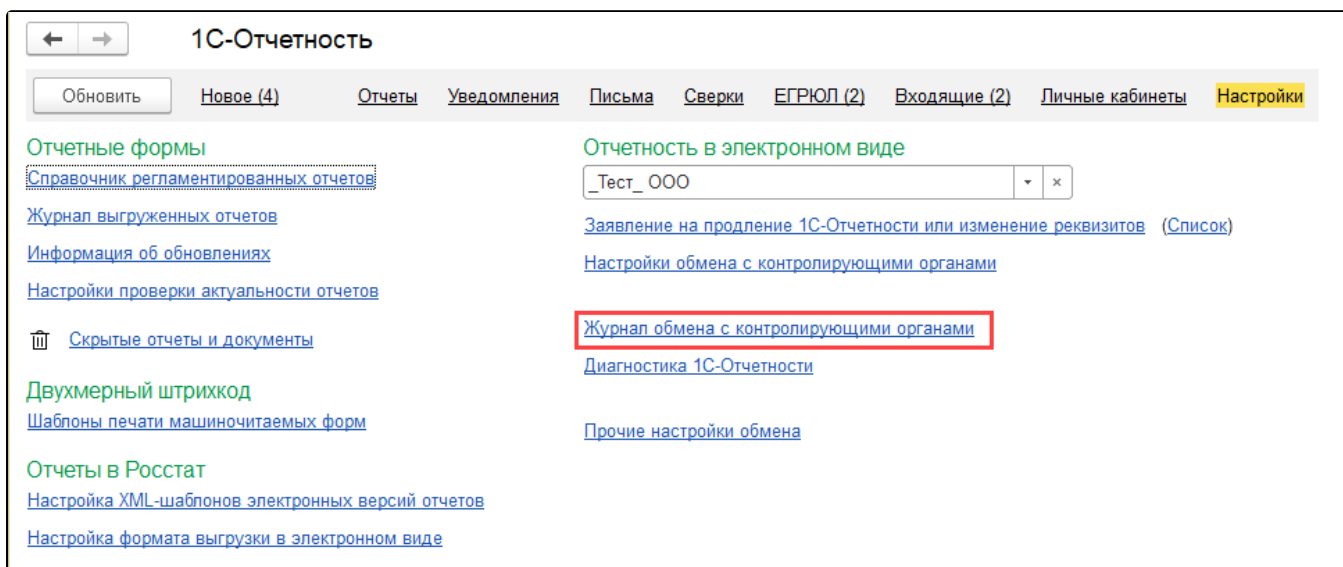 1С-Отчетность
Обновить Новое (4) Отчеты Уведомления Письма Сверки ЕГРЮЛ (2) Входящие (2) Личные кабинеты Настройки
Отчетные формы
Справочник регламентированных отчетов
Журнал выгруженных отчетов
Информация об обновлениях
Настройки проверки актуальности отчетов
Скрытые отчеты и документы
Двухмерный штрихкод
Шаблоны печати машиночитаемых форм
Отчеты в Росстат
Настройка XML-шаблонов электронных версий отчетов
Настройка формата выгрузки в электронном виде
Отчетность в электронном виде
_Тест_ ООО
Заявление на продление 1С-Отчетности или изменение реквизитов (Список)
Настройки обмена с контролирующими органами
Журнал обмена с контролирующими органами
Диагностика 1С-Отчетности
Прочие настройки обмена